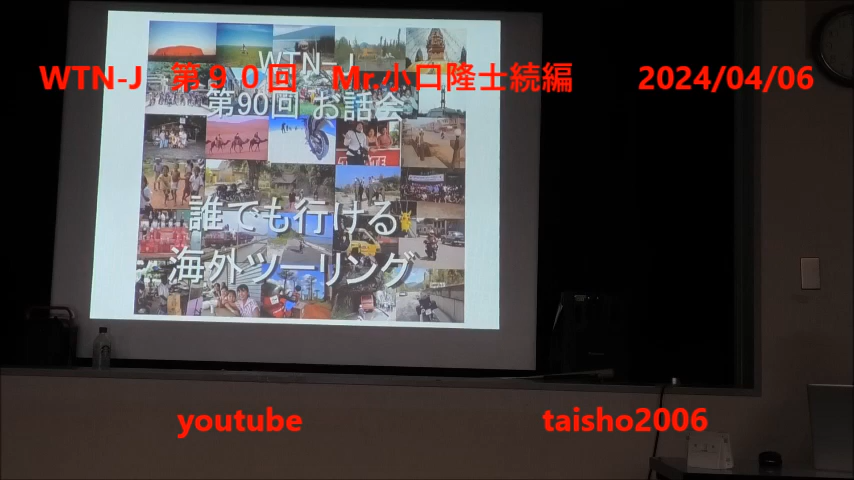 WTN-J 第９０回 Mr.小口隆士続編 2024/04/06
WTN-J
第90回 お話会
誰でも行ける
海外ツーリング
youtube taisho2006